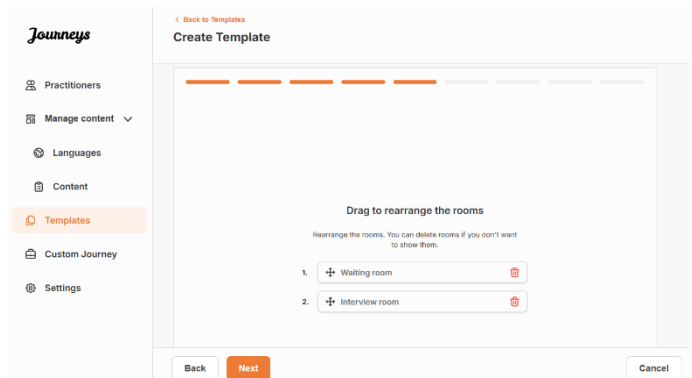 Journeys
Practitioners
Manage content
Languages
Content
Templates
Custom Journey
Settings
Back to Templates
Create Template
Drag to rearrange the rooms
Rearrange the rooms. You can delete rooms if you don't want
to show them.
1. Waiting room
2. Interview room
Back Next Cancel